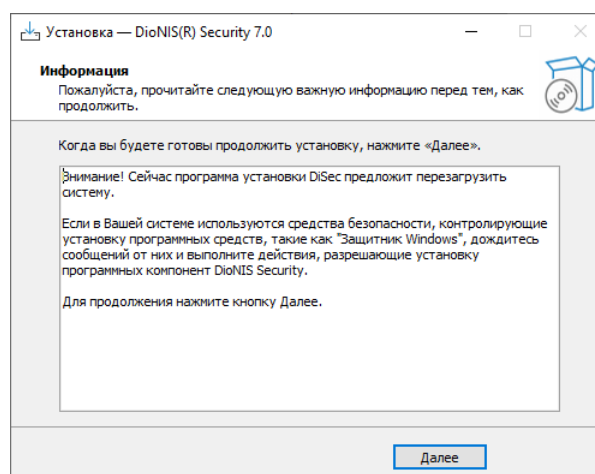 Установка — DioNIS(R) Security 7.0
Информация
Пожалуйста, прочитайте следующую важную информацию перед тем, как
продолжить.
Когда вы будете готовы продолжить установку, нажмите «Далее».
Внимание! Сейчас программа установки DiSec предложит перезагрузить
систему.
Если в Вашей системе используются средства безопасности, контролирующие
установку программных средств, такие как "Защитник Windows", дождитесь
сообщений от них и выполните действия, разрешающие установку
программных компонент DioNIS Security.
Для продолжения нажмите кнопку Далее.
Далее